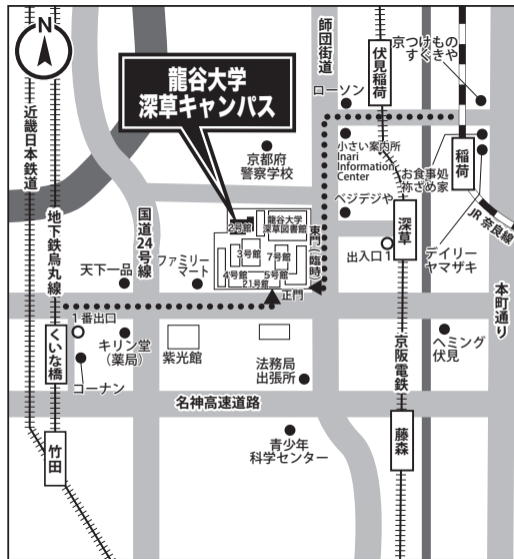 N
師団街道
京つけもの
すぐきや
伏見稲荷
ローソン
龍谷大学
深草キャンパス
近畿日本鉄道
小さい案内所
Inari
Information
Center
稲荷
お食事処
祢ざめ家
京都府
警察学校
地下鉄烏丸線
国道24号線
ベジデジや
深草
JR 奈良線
龍谷大学
深草図書館
2号館
東門(臨時)
3号館
7号館
4号館
5号館
21号館
出入口1
デイリー
ヤマザキ
本町通り
天下一品
ファミリー
マート
正門
1番出口
くいな橋
キリン堂
(薬局)
紫光館
法務局
出張所
京阪電鉄
ヘミング
伏見
コーナン
名神高速道路
竹田
藤森
青少年
科学センター